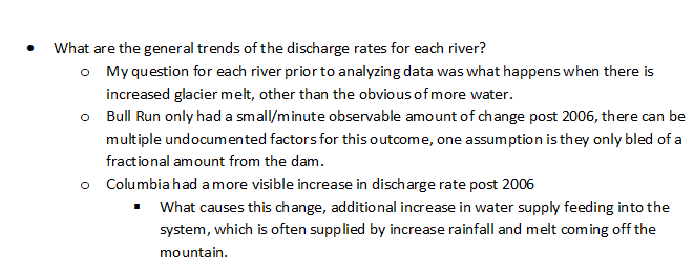 • What are the general trends of the discharge rates for each river?
o My question for each river prior to analyzing data was what happens when there is
increased glacier melt, other than the obvious of more water.
o Bull Run only had a small/minute observable amount of change post 2006, there can be
multiple undocumented factors for this outcome, one assumption is they only bled of a
fractional amount from the dam.
o Columbia had a more visible increase in discharge rate post 2006
▪ What causes this change, additional increase in water supply feeding into the
system, which is often supplied by increase rainfall and melt coming off the
mountain.